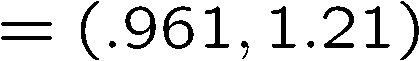 = (.961, 1.21)